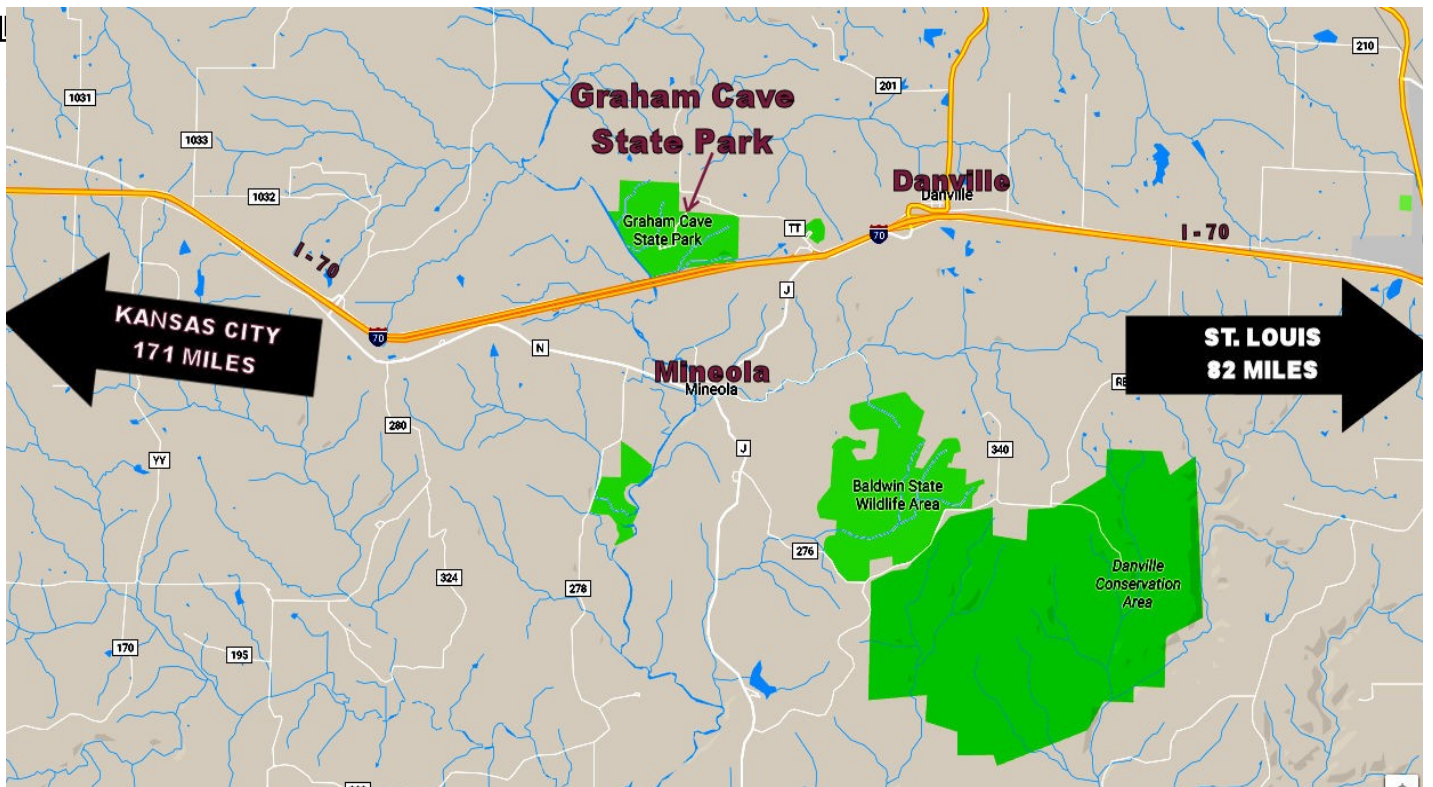 210
201
1031
Graham Cave
State Park
1033
Danville
Danville
1032
Graham Cave
State Park
TT
70
I - 70
I - 70
J
KANSAS CITY
171 MILES
ST. LOUIS
82 MILES
70
N
Mineola
Mineola
280
J
340
YY
Baldwin State
Wildlife Area
276
324
278
Danville
Conservation
Area
170
195